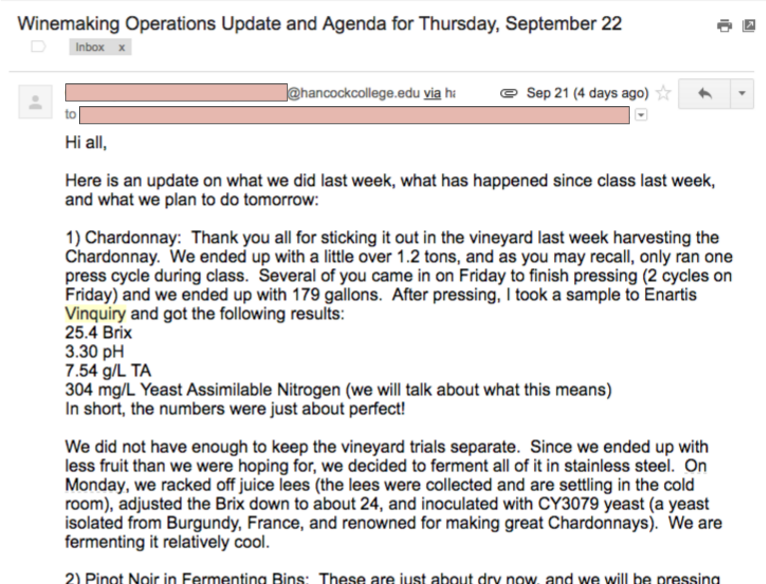 Winemaking Operations Update and Agenda for Thursday, September 22
Inbox x
@hancockcollege.edu via ha
Sep 21 (4 days ago)
to
Hi all,
Here is an update on what we did last week, what has happened since class last week,
and what we plan to do tomorrow:
1) Chardonnay:  Thank you all for sticking it out in the vineyard last week harvesting the
Chardonnay.  We ended up with a little over 1.2 tons, and as you may recall, only ran one
press cycle during class.  Several of you came in on Friday to finish pressing (2 cycles on
Friday) and we ended up with 179 gallons.  After pressing, I took a sample to Enartis
Vinquiry and got the following results:
25.4 Brix
3.30 pH
7.54 g/L TA
304 mg/L Yeast Assimilable Nitrogen (we will talk about what this means)
In short, the numbers were just about perfect!
We did not have enough to keep the vineyard trials separate.  Since we ended up with
less fruit than we were hoping for, we decided to ferment all of it in stainless steel.  On
Monday, we racked off juice lees (the lees were collected and are settling in the cold
room), adjusted the Brix down to about 24, and inoculated with CY3079 yeast (a yeast
isolated from Burgundy, France, and renowned for making great Chardonnays).  We are
fermenting it relatively cool.
2) Pinot Noir in Fermenting Bins:  These are just about dry now, and we will be pressing